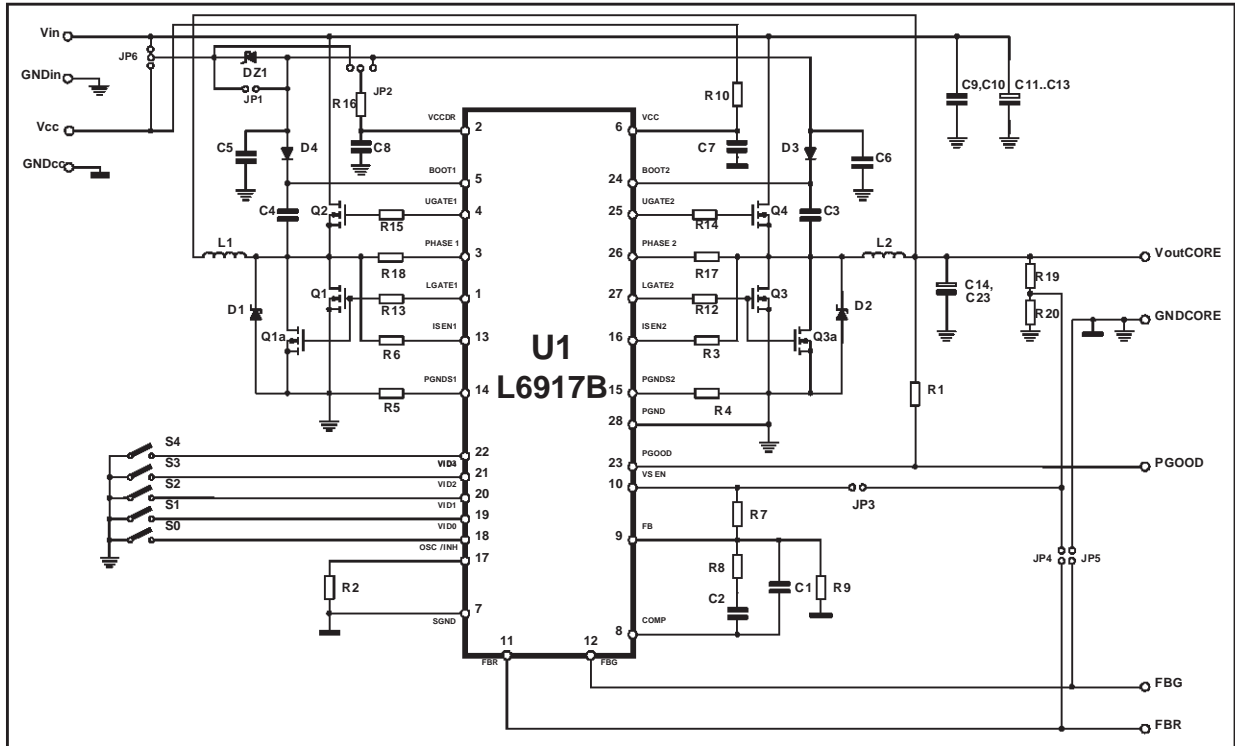 Vin
JP6
DZ1
JP1
JP2
R16
R10
C9,C10
C11..C13
GNDin
Vcc
GNDcc
VCCDR
2
6
VCC
C5
D4
C8
C7
D3
C6
BOOT1
5
24
BOOT2
C4
Q2
UGATE1
4
25
UGATE2
Q4
C3
R15
R14
L1
PHASE 1
3
26
PHASE 2
L2
VoutCORE
R18
R17
R19
C14,
C23
Q1
LGATE1
1
27
LGATE2
Q3
D1
R13
R12
D2
R20
GNDCORE
Q1a
ISEN1
13
16
ISEN2
Q3a
R6
R3
U1
L6917B
PGNDS1
14
15
PGNDS2
R5
R4
R1
28
PGND
S4
22
PGOOD
23
PGOOD
S3
VID4
21
VS EN
10
S2
VID2
20
JP3
S1
VID1
19
R7
S0
VID0
18
9
FB
OSC /INH
17
JP4
JP5
R8
C1
R9
R2
C2
7
SGND
COMP
8
11
12
FBR
FBG
FBG
FBR